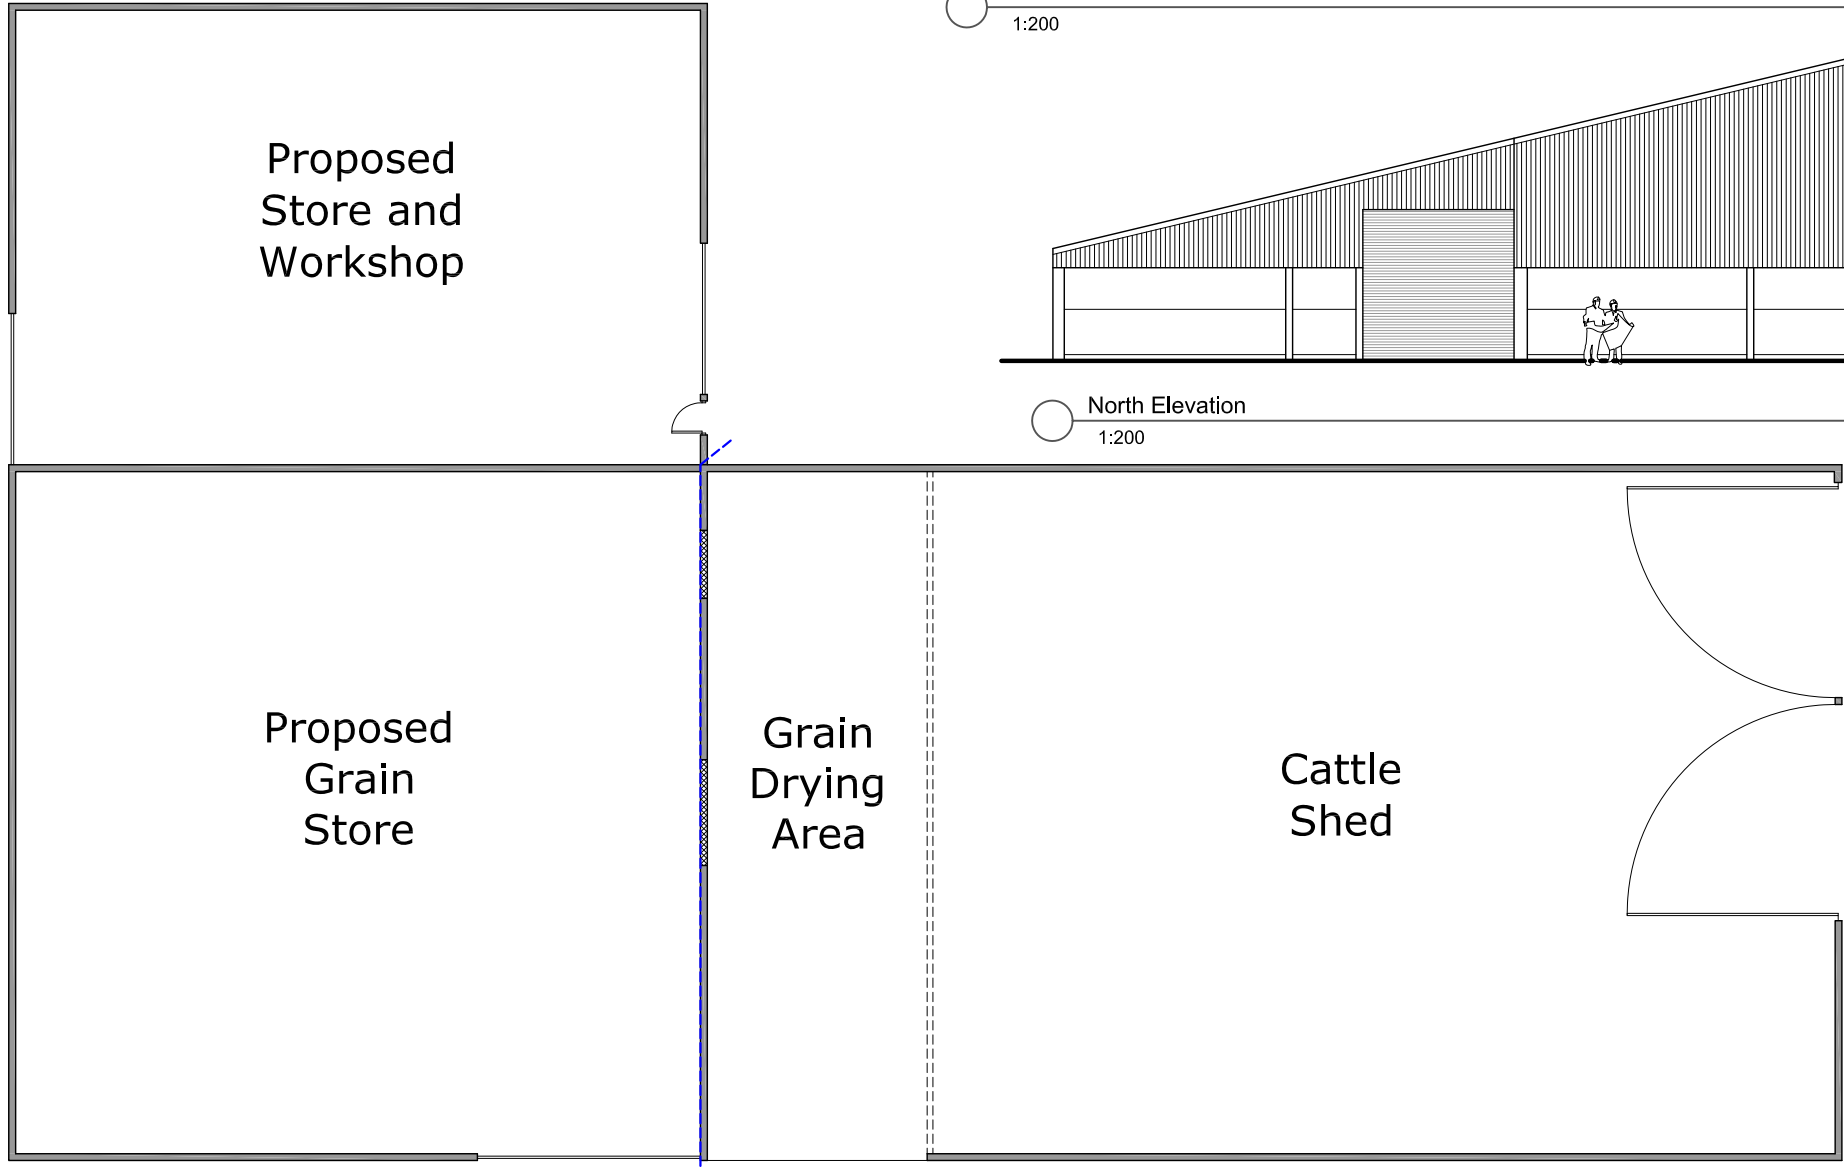 1:200
Proposed
Store and
Workshop
North Elevation
1:200
Proposed
Grain
Store
Grain
Drying
Area
Cattle
Shed